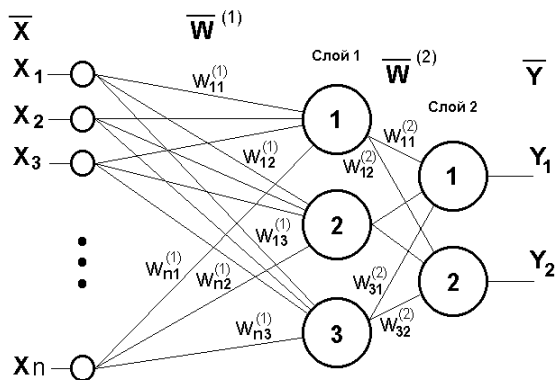 X̅ W̅ (1) Слой 1 W̅ (2) Y̅
Слой 2
X1 W11(1) 1 W11(2) Y1
X2 W12(1) W12(2) 1
X3 W13(1) 2
Wn1(1) Wn2(1) W31(2) 2 Y2
Wn3(1) 3 W32(2)
Xn